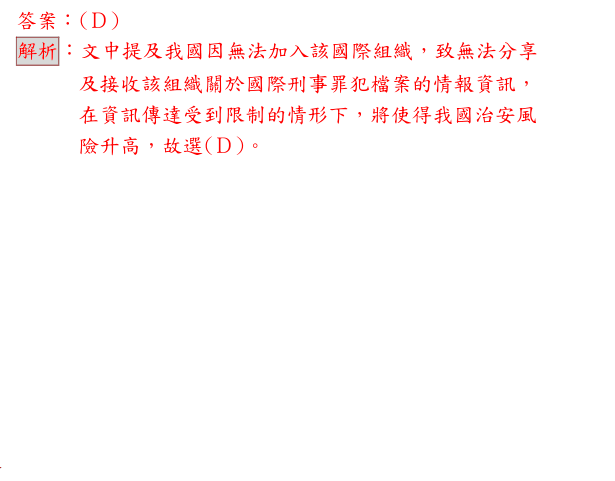 答案：(Ｄ)
解析：文中提及我國因無法加入該國際組織，致無法分享
及接收該組織關於國際刑事罪犯檔案的情報資訊，
在資訊傳達受到限制的情形下，將使得我國治安風
險升高，故選(Ｄ)。